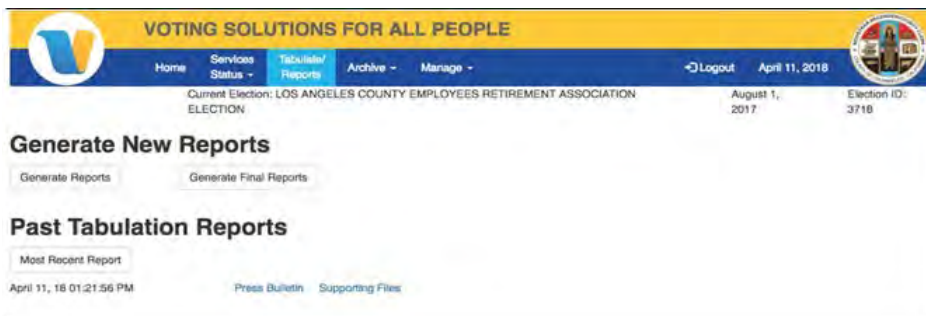 VOTING SOLUTIONS FOR ALL PEOPLE
Home Services Status Tabulate/ Reports Archive Manage Logout April 11, 2018
Current Election: LOS ANGELES COUNTY EMPLOYEES RETIREMENT ASSOCIATION ELECTION August 1, 2017 Election ID: 3718
Generate New Reports
Generate Reports Generate Final Reports
Past Tabulation Reports
Most Recent Report
April 11, 18 01:21:56 PM Press Bulletin Supporting Files